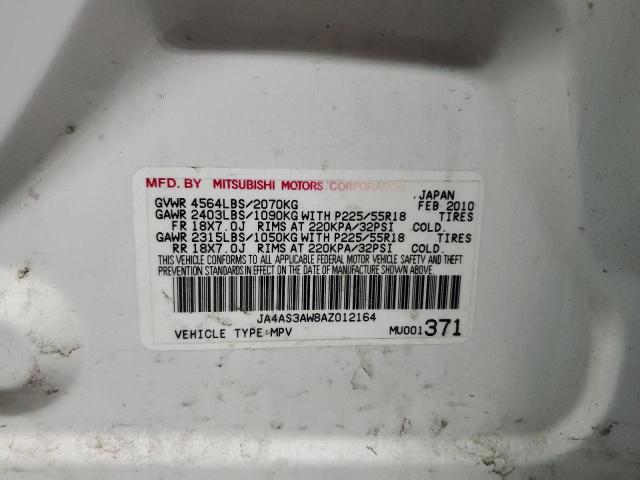 MFD. BY MITSUBISHI MOTORS CORPORATION
JAPAN
GVWR 4564LBS/2070KG FEB 2010
GAWR 2403LBS/1090KG WITH P225/55R18 TIRES
FR 18X7.0J RIMS AT 220KPA/32PSI COLD.
GAWR 2315LBS/1050KG WITH P225/55R18 TIRES
RR 18X7.0J RIMS AT 220KPA/32PSI COLD.
THIS VEHICLE CONFORMS TO ALL APPLICABLE FEDERAL MOTOR VEHICLE SAFETY AND THEFT
PREVENTION STANDARDS IN EFFECT ON THE DATE OF MANUFACTURE SHOWN ABOVE.
JA4AS3AW8AZ012164
VEHICLE TYPE:MPV MU001371